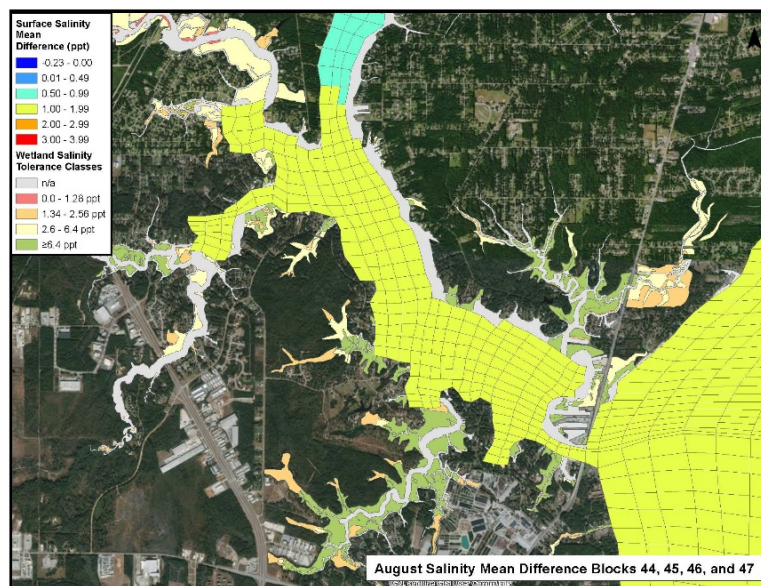 Surface Salinity
Mean
Difference (ppt)
-0.23 - 0.00
0.01 - 0.49
0.50 - 0.99
1.00 - 1.99
2.00 - 2.99
3.00 - 3.99
Wetland Salinity
Tolerance Classes
n/a
0.0 - 1.28 ppt
1.34 - 2.56 ppt
2.6 - 6.4 ppt
≥6.4 ppt
August Salinity Mean Difference Blocks 44, 45, 46, and 47